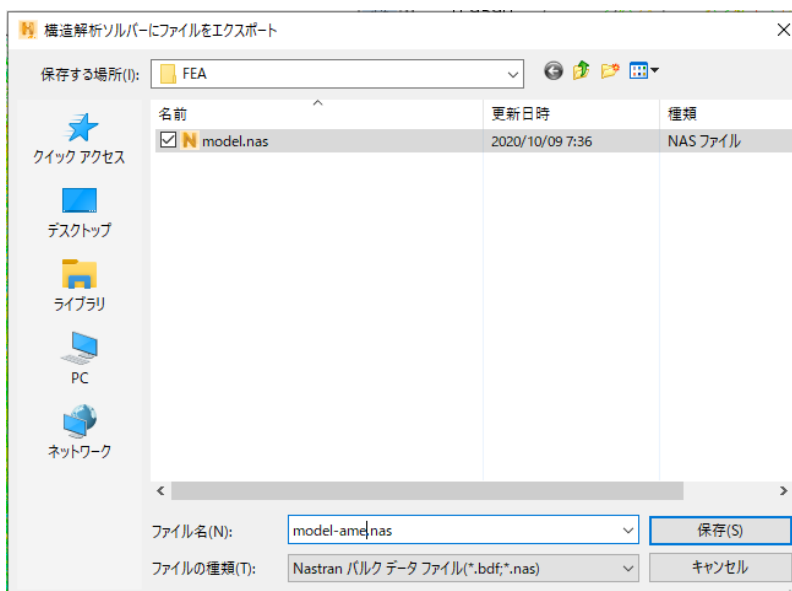 構造解析ソルバーにファイルをエクスポート
保存する場所(I):
FEA
クイック アクセス
デスクトップ
ライブラリ
PC
ネットワーク
名前
更新日時
種類
model.nas
2020/10/09 7:36
NAS ファイル
ファイル名(N):
model-ame.nas
保存(S)
ファイルの種類(T):
Nastran バルク データ ファイル(*.bdf;*.nas)
キャンセル